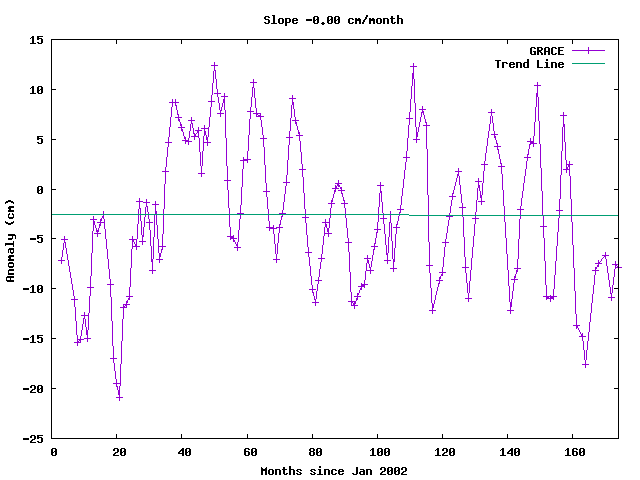 Slope -0.00 cm/month
GRACE
Trend Line
15
10
5
0
-5
-10
-15
-20
-25
Anomaly (cm)
0 20 40 60 80 100 120 140 160
Months since Jan 2002